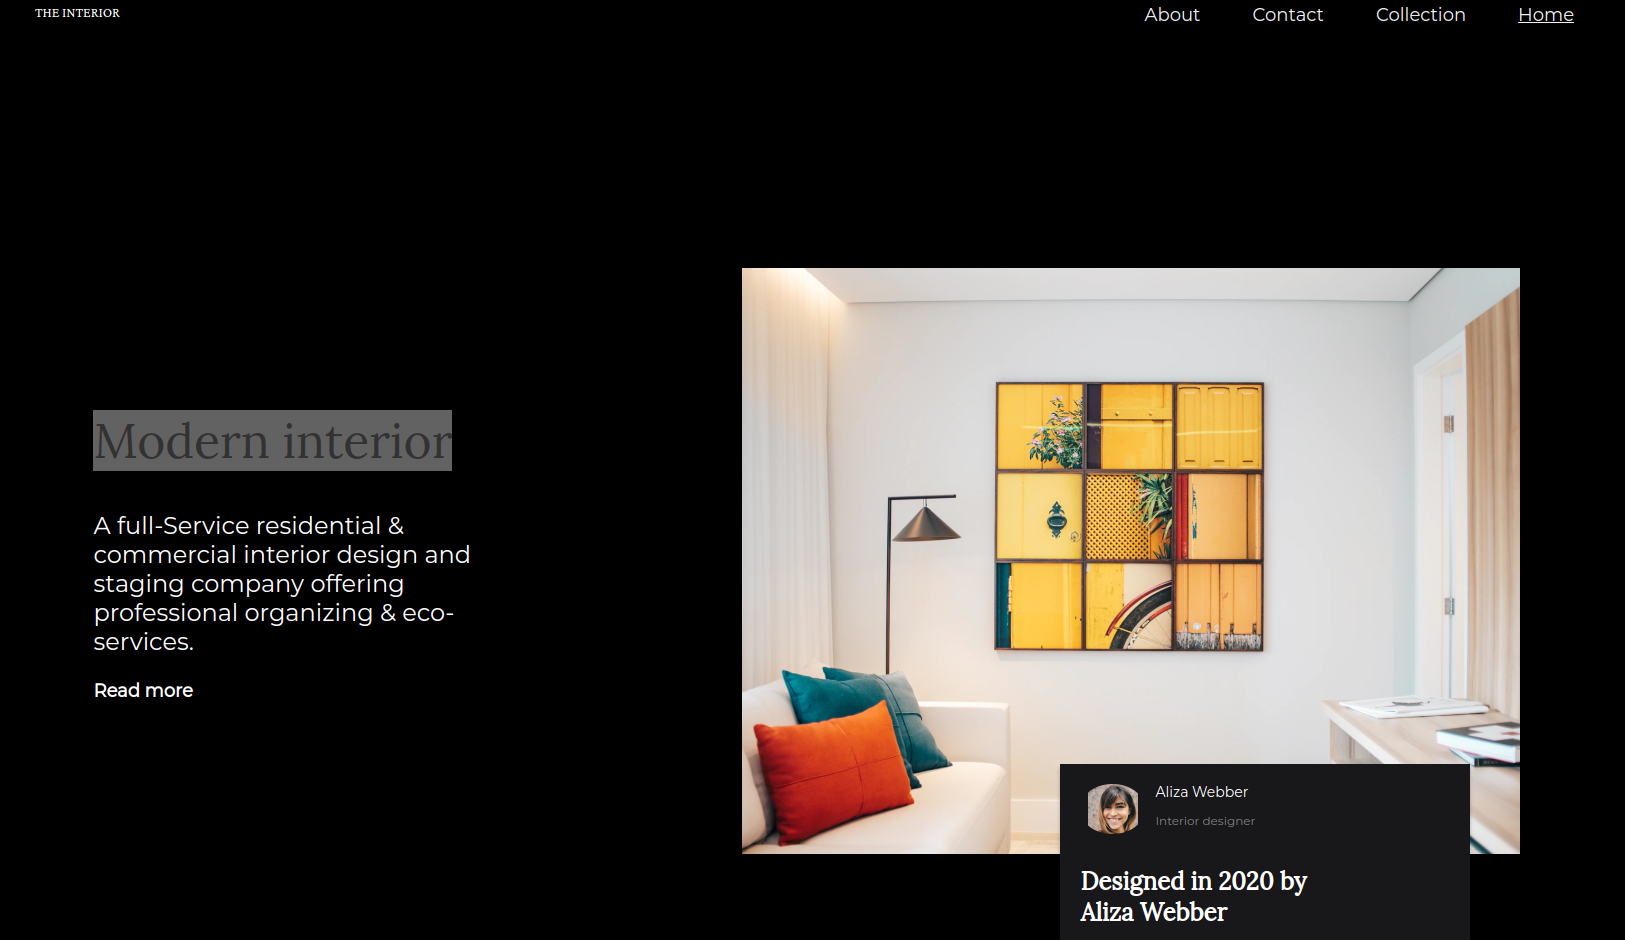 THE INTERIOR
About
Contact
Collection
Home
Modern interior
A full-Service residential &
commercial interior design and
staging company offering
professional organizing & eco-
services.
Read more
Aliza Webber
Interior designer
Designed in 2020 by
Aliza Webber